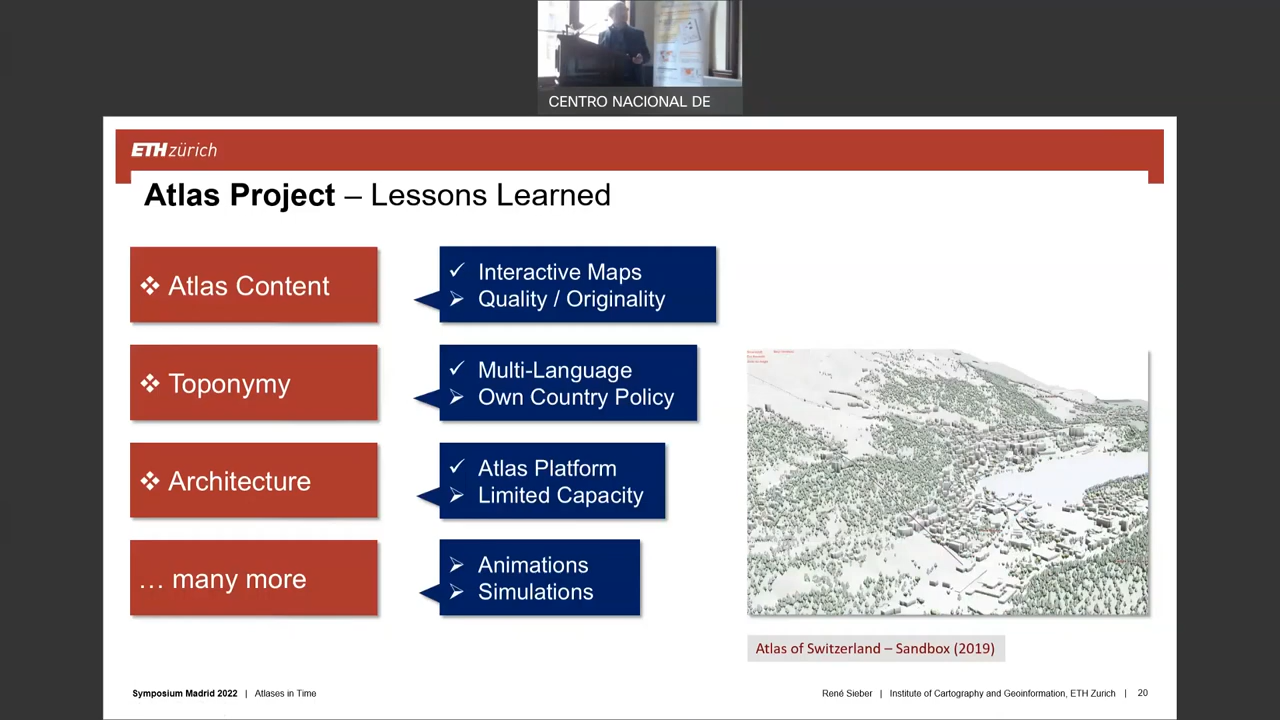 CENTRO NACIONAL DE
ETH zürich
Atlas Project – Lessons Learned
❖ Atlas Content
✓ Interactive Maps
➢ Quality / Originality
❖ Toponymy
✓ Multi-Language
➢ Own Country Policy
❖ Architecture
✓ Atlas Platform
➢ Limited Capacity
… many more
➢ Animations
➢ Simulations
Atlas of Switzerland – Sandbox (2019)
Symposium Madrid 2022 | Atlases in Time
René Sieber | Institute of Cartography and Geoinformation, ETH Zurich | 20